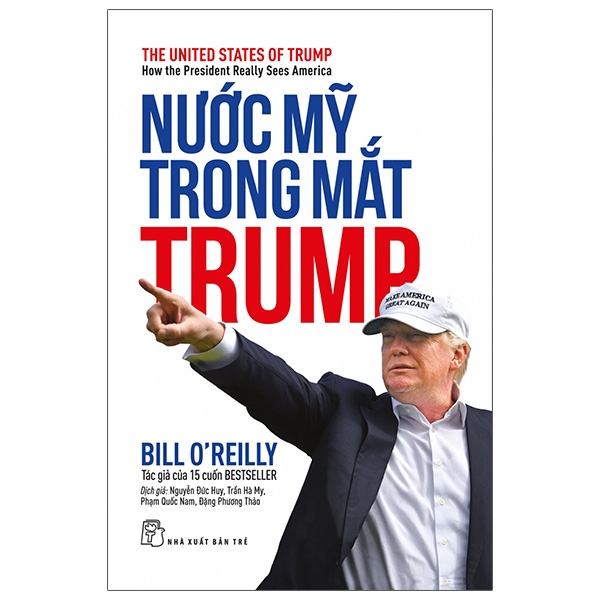 THE UNITED STATES OF TRUMP
How the President Really Sees America
NƯỚC MỸ
TRONG MẮT
TRUMP
MAKE AMERICA
GREAT AGAIN
BILL O'REILLY
Tác giả của 15 cuốn BESTSELLER
Dịch giả: Nguyễn Đức Huy, Trần Hà My,
Phạm Quốc Nam, Đặng Phương Thảo
NHÀ XUẤT BẢN TRẺ